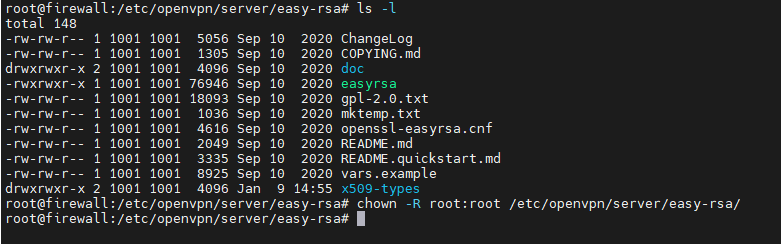 root@firewall:/etc/openvpn/server/easy-rsa# ls -l
total 148
-rw-rw-r-- 1 1001 1001  5056 Sep 10  2020 ChangeLog
-rw-rw-r-- 1 1001 1001  1305 Sep 10  2020 COPYING.md
drwxrwxr-x 2 1001 1001  4096 Sep 10  2020 doc
-rwxrwxr-x 1 1001 1001 76946 Sep 10  2020 easyrsa
-rw-rw-r-- 1 1001 1001 18093 Sep 10  2020 gpl-2.0.txt
-rw-rw-r-- 1 1001 1001  1036 Sep 10  2020 mktemp.txt
-rw-rw-r-- 1 1001 1001  4616 Sep 10  2020 openssl-easyrsa.cnf
-rw-rw-r-- 1 1001 1001  2049 Sep 10  2020 README.md
-rw-rw-r-- 1 1001 1001  3335 Sep 10  2020 README.quickstart.md
-rw-rw-r-- 1 1001 1001  8925 Sep 10  2020 vars.example
drwxrwxr-x 2 1001 1001  4096 Jan  9 14:55 x509-types
root@firewall:/etc/openvpn/server/easy-rsa# chown -R root:root /etc/openvpn/server/easy-rsa/
root@firewall:/etc/openvpn/server/easy-rsa#